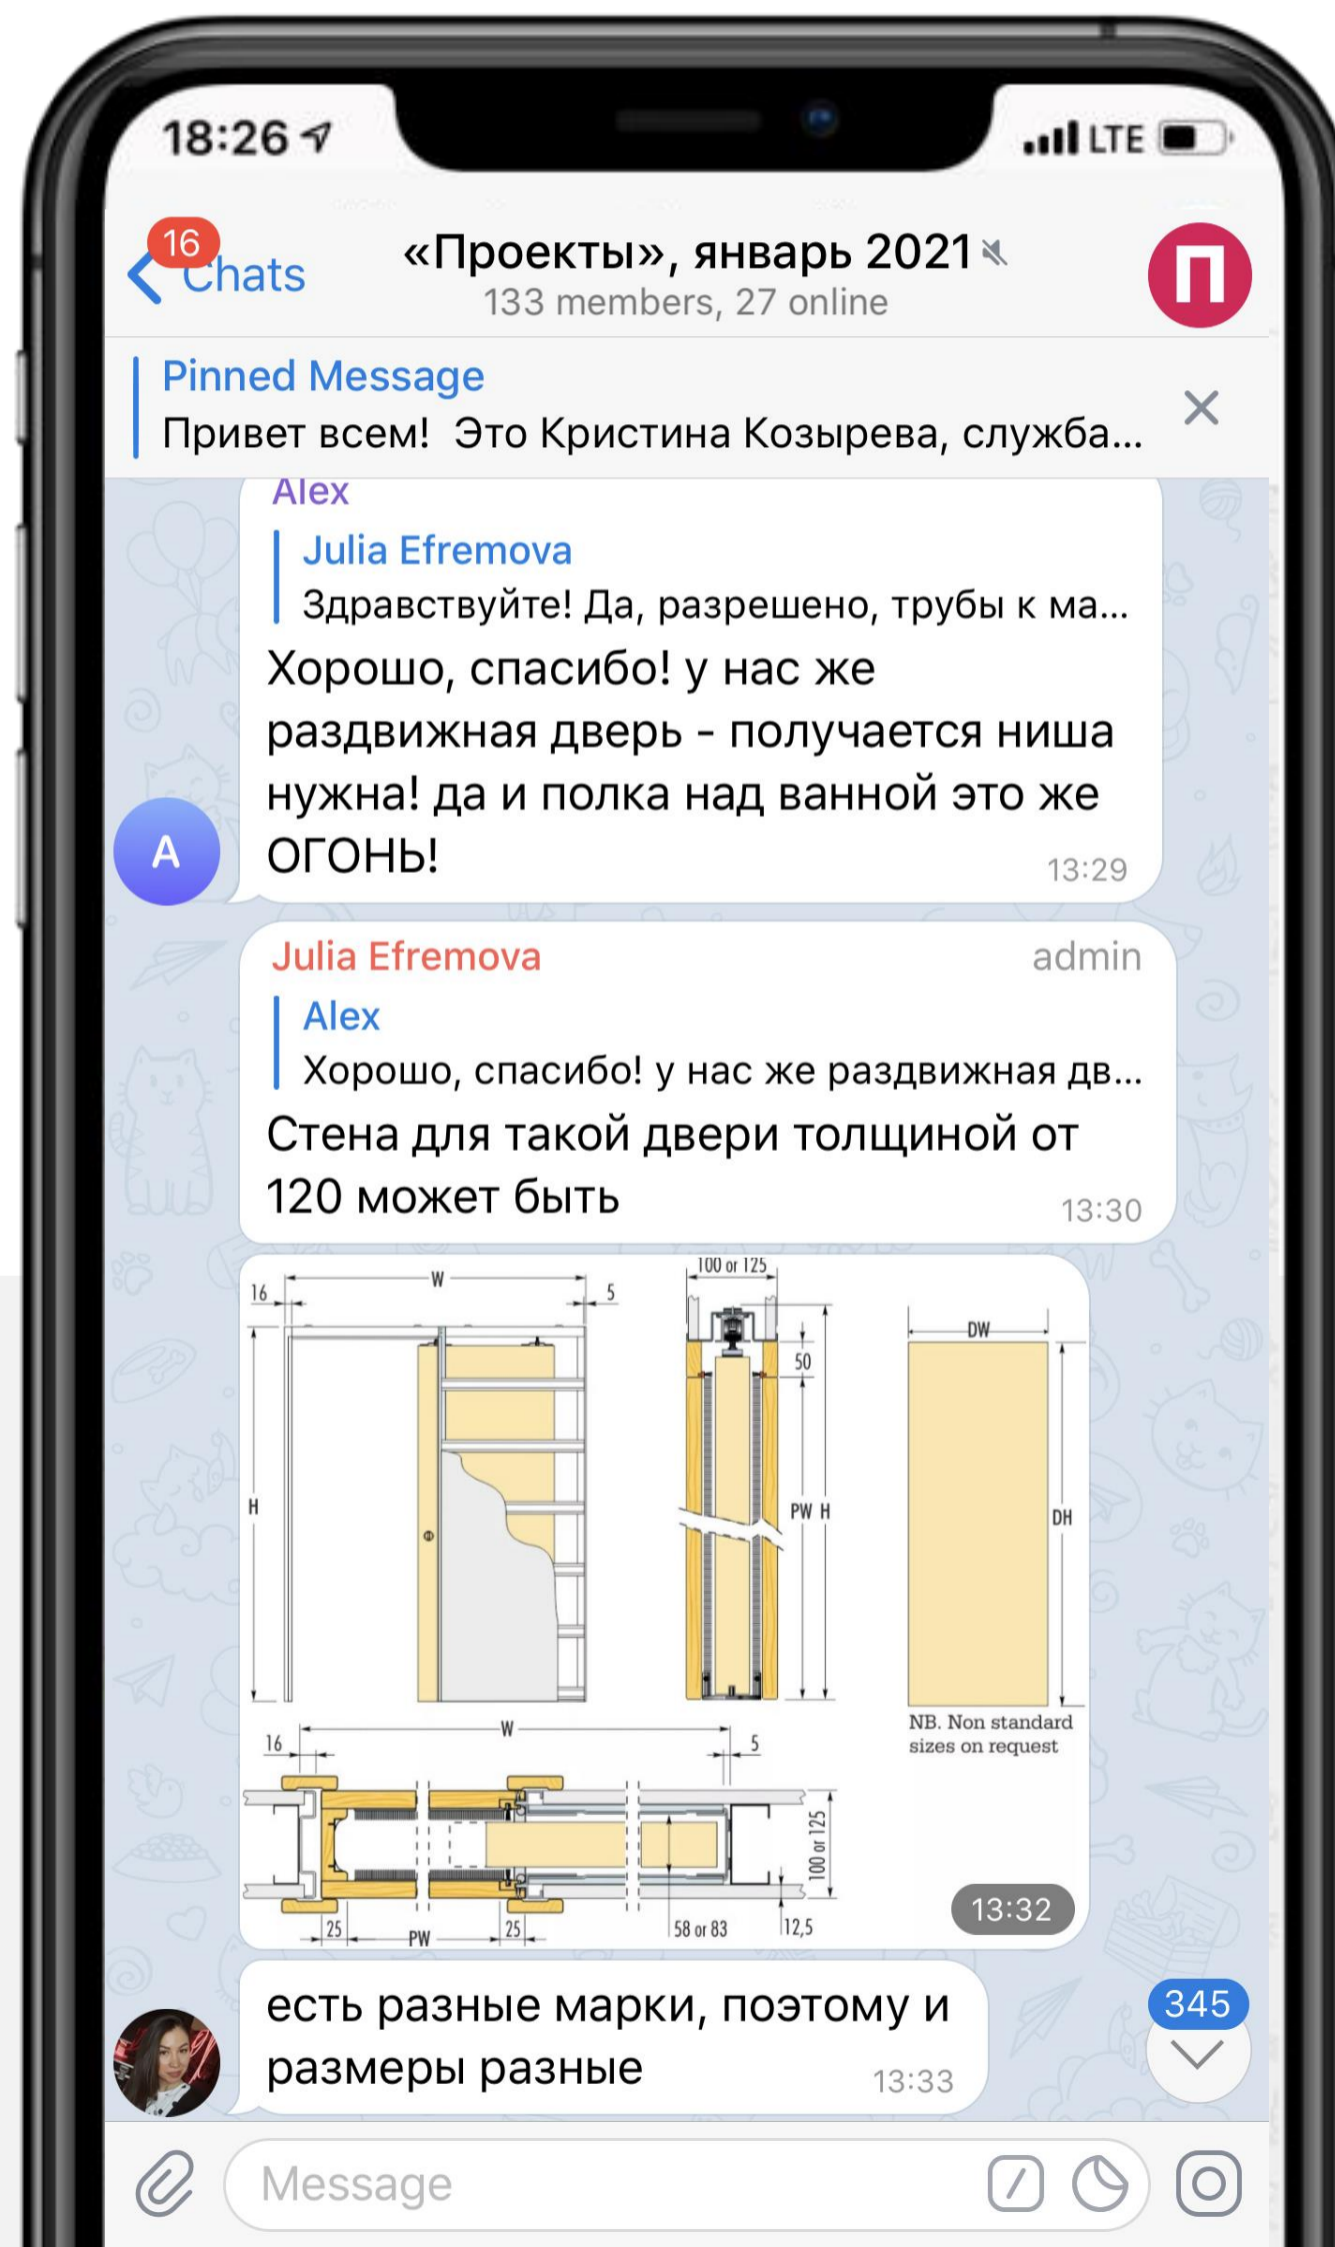 18:26
LTE
16
Chats
«Проекты», январь 2021
133 members, 27 online
П
Pinned Message
Привет всем!  Это Кристина Козырева, служба...
Alex
Julia Efremova
Здравствуйте! Да, разрешено, трубы к ма...
Хорошо, спасибо! у нас же
раздвижная дверь - получается ниша
нужна! да и полка над ванной это же
ОГОНЬ!
13:29
A
Julia Efremova
admin
Alex
Хорошо, спасибо! у нас же раздвижная дв...
Стена для такой двери толщиной от
120 может быть
13:30
16
W
5
H
100 or 125
50
PW H
DW
DH
NB. Non standard
sizes on request
16
W
5
100 or 125
25
PW
25
58 or 83
12,5
13:32
есть разные марки, поэтому и
размеры разные
13:33
345
Message